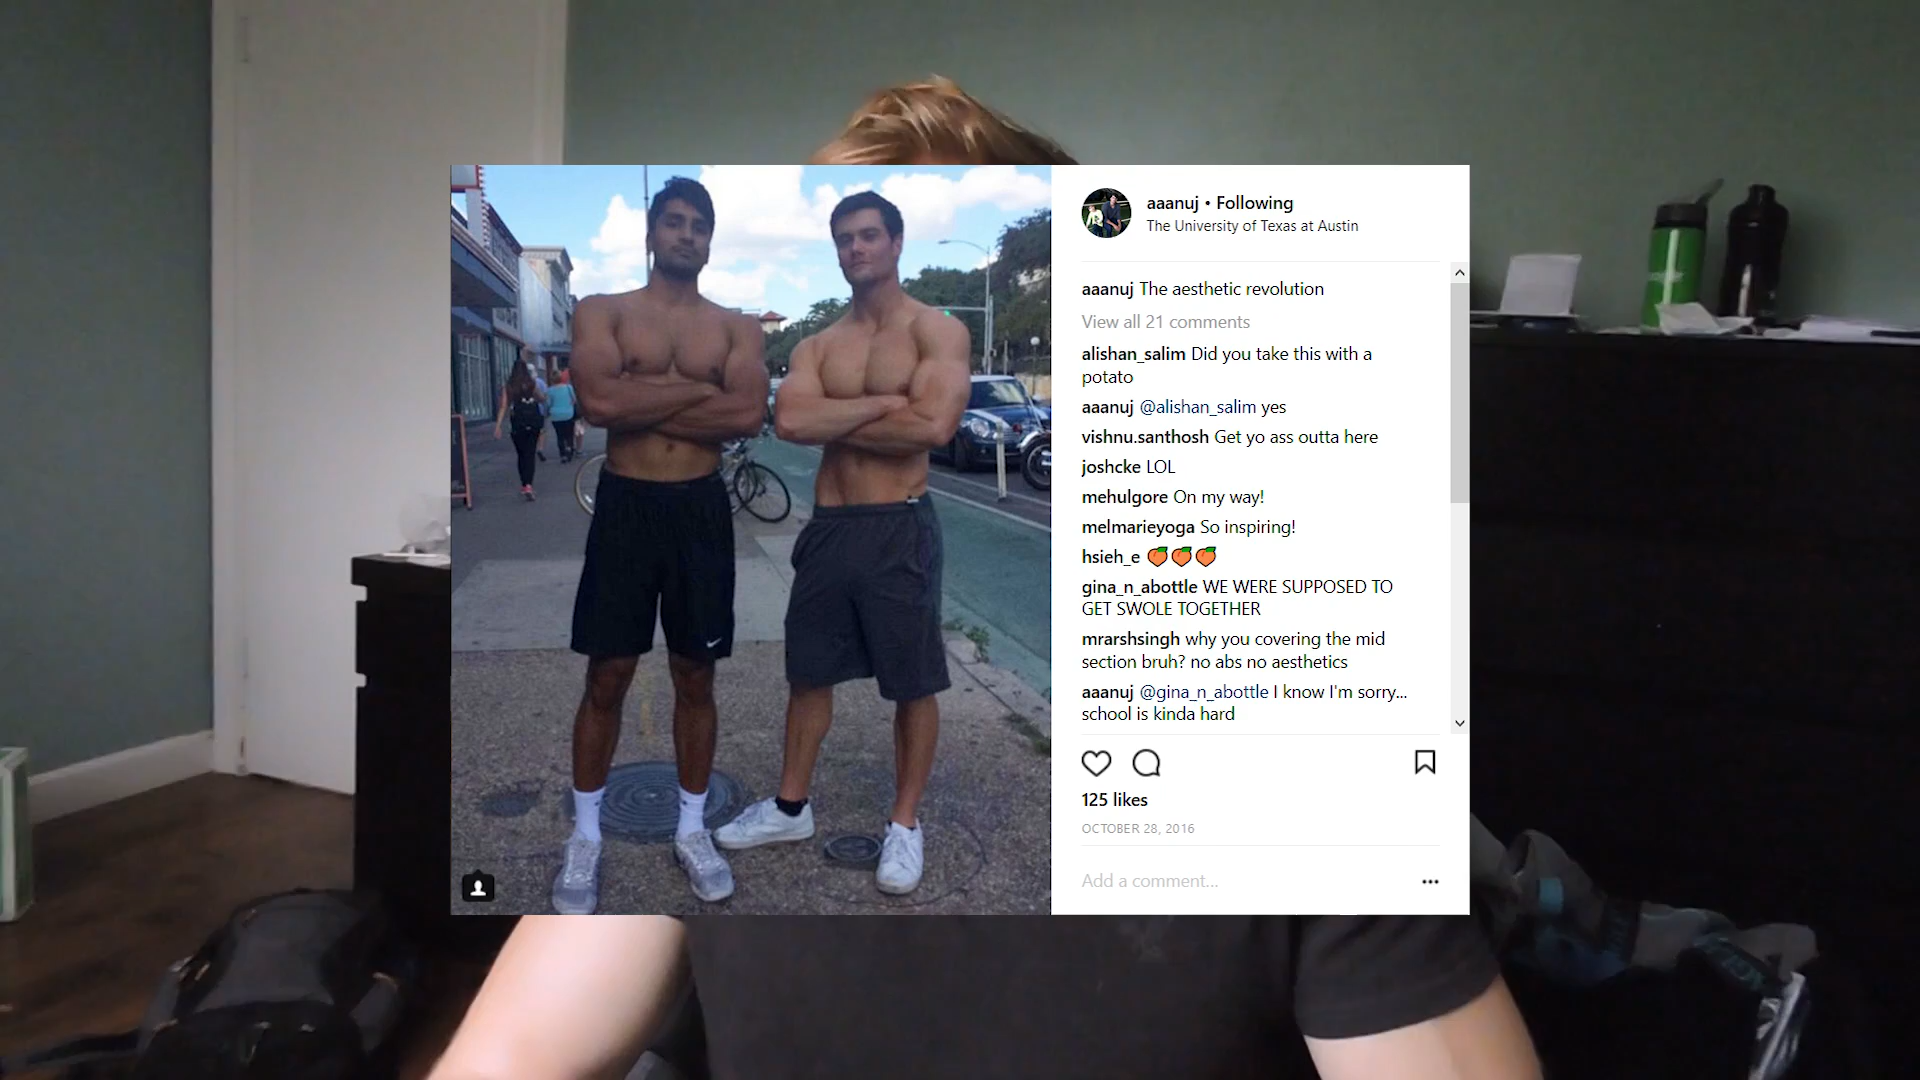 aaanuj • Following
The University of Texas at Austin
aaanuj The aesthetic revolution
View all 21 comments
alishan_salim Did you take this with a
potato
aaanuj @alishan_salim yes
vishnu.santhosh Get yo ass outta here
joshcke LOL
mehulgore On my way!
melmarieyoga So inspiring!
hsieh_e 🍑🍑🍑
gina_n_abottle WE WERE SUPPOSED TO
GET SWOLE TOGETHER
mrarshsingh why you covering the mid
section bruh? no abs no aesthetics
aaanuj @gina_n_abottle I know I'm sorry...
school is kinda hard
125 likes
OCTOBER 28, 2016
Add a comment...